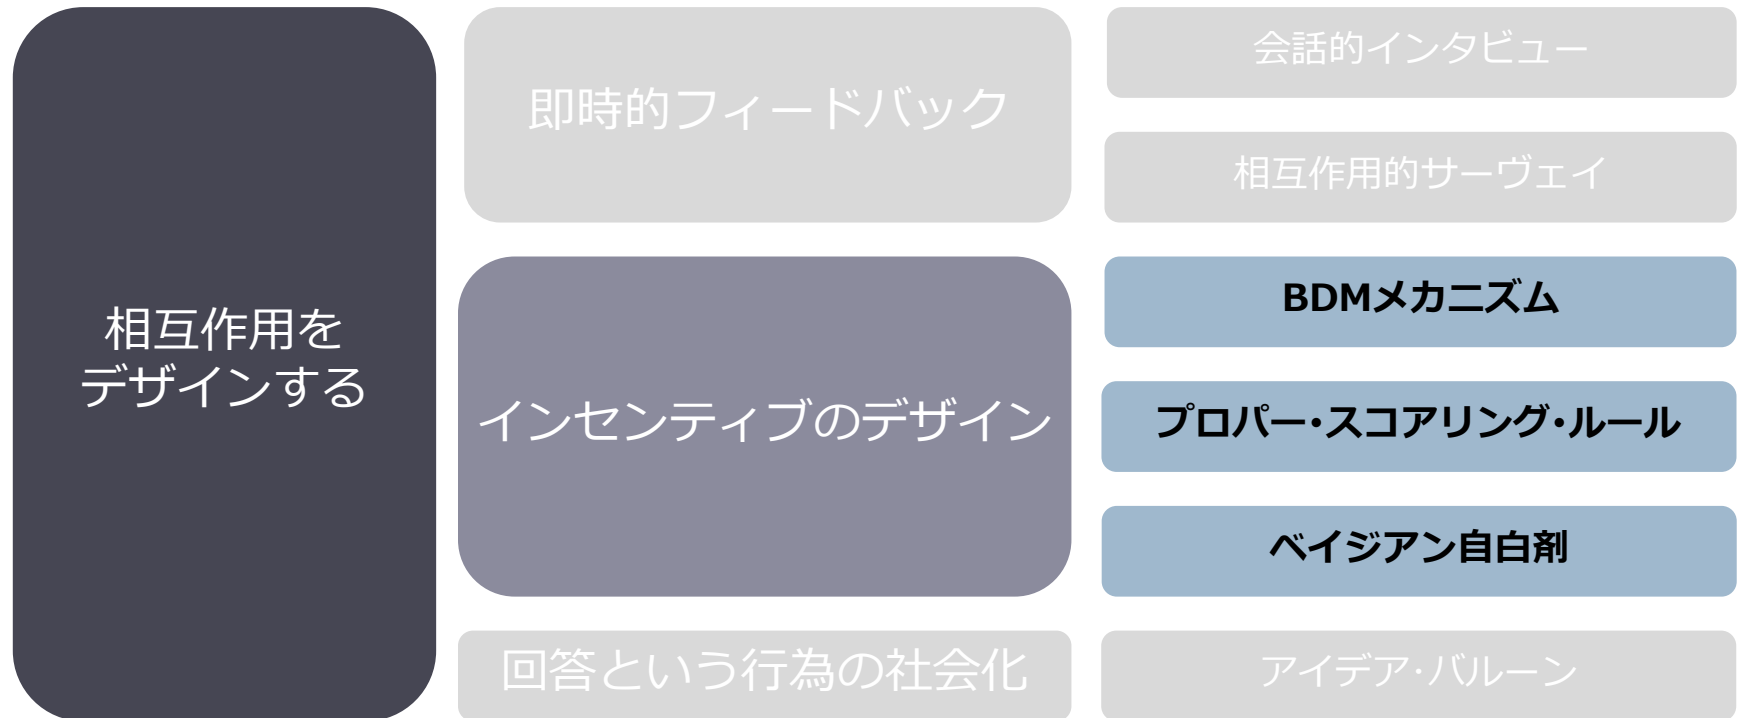 相互作用を
デザインする
即時的フィードバック
インセンティブのデザイン
回答という行為の社会化
会話的インタビュー
相互作用的サーヴェイ
BDMメカニズム
プロパー・スコアリング・ルール
ベイジアン自白剤
アイデア・バルーン